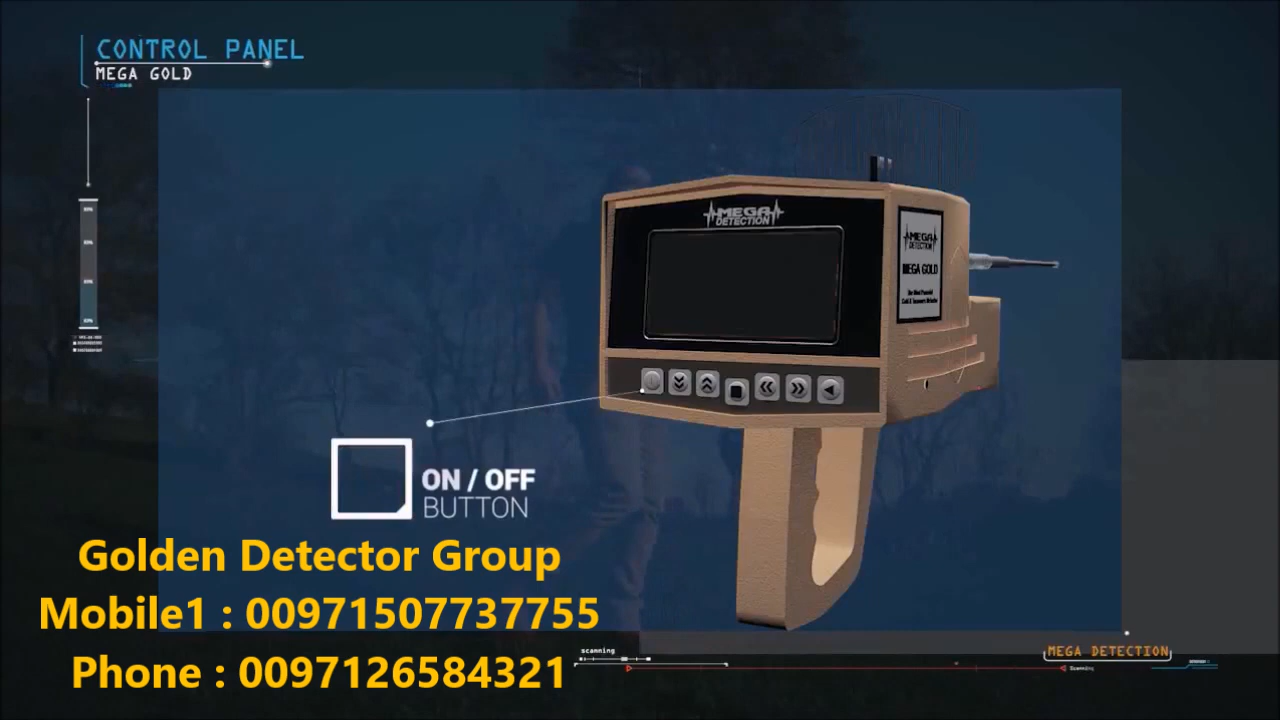 CONTROL PANEL
MEGA GOLD
MEGA
DETECTION
MEGA
DETECTION
MEGA GOLD
ON / OFF
BUTTON
Golden Detector Group
Mobile1 : 00971507737755
Phone : 0097126584321
scanning
MEGA DETECTION
Scanning